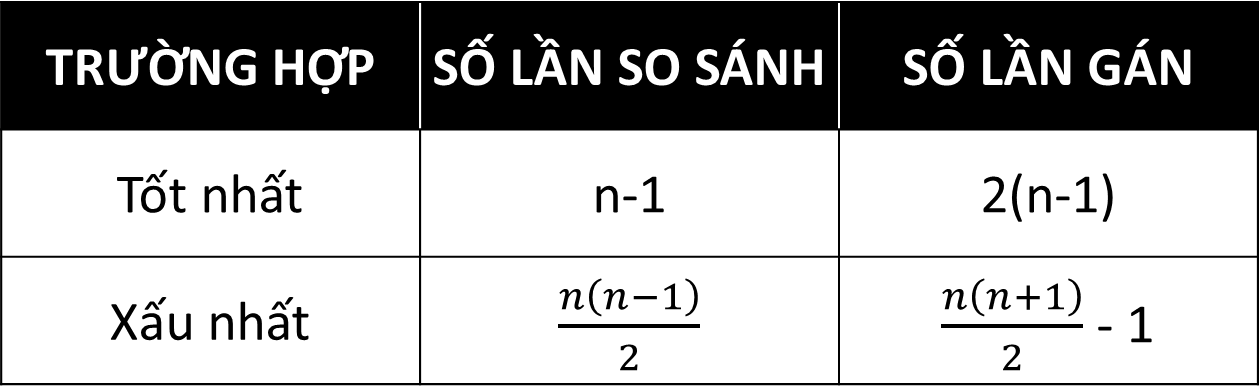 TRƯỜNG HỢP SỐ LẦN SO SÁNH SỐ LẦN GÁN
Tốt nhất n-1 2(n-1)
Xấu nhất n(n−1)/2 n(n+1)/2 - 1